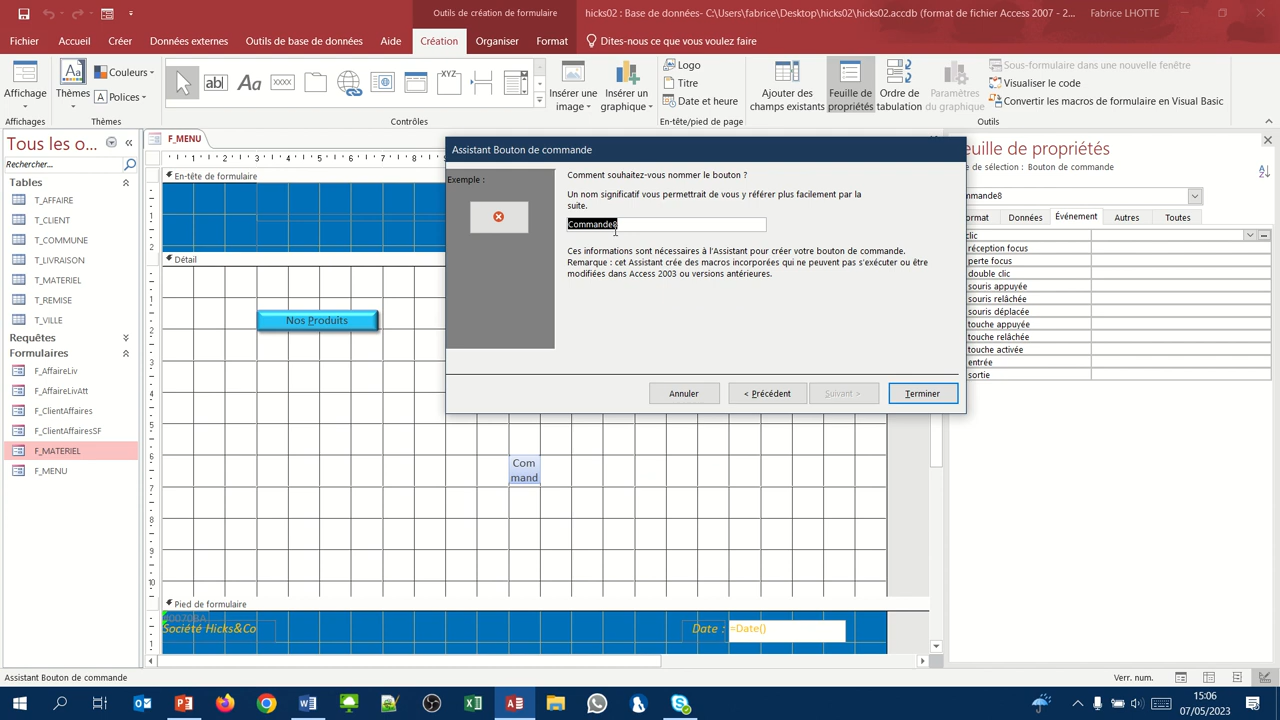 Outils de création de formulaire
hicks02 : Base de données- C:\Users\fabrice\Desktop\hicks02\hicks02.accdb (format de fichier Access 2007 - 2...
Fabrice LHOTTE
Fichier
Accueil
Créer
Données externes
Outils de base de données
Aide
Création
Organiser
Format
Dites-nous ce que vous voulez faire
Affichage
Thèmes
Couleurs
Polices
ab|
Aa
xxxx
XYZ
Insérer une
image
Insérer un
graphique
Logo
Titre
Date et heure
Ajouter des
champs existants
Feuille de
propriétés
Ordre de
tabulation
Paramètres
du graphique
Sous-formulaire dans une nouvelle fenêtre
Visualiser le code
Convertir les macros de formulaire en Visual Basic
Affichages
Thèmes
Contrôles
En-tête/pied de page
Outils
Tous les o...
Rechercher...
Tables
T_AFFAIRE
T_CLIENT
T_COMMUNE
T_LIVRAISON
T_MATERIEL
T_REMISE
T_VILLE
Requêtes
Formulaires
F_AffaireLiv
F_AffaireLivAtt
F_ClientAffaires
F_ClientAffairesSF
F_MATERIEL
F_MENU
F_MENU
En-tête de formulaire
Détail
Nos Produits
Com
mand
Pied de formulaire
Société Hicks&Co
Date :
=Date()
Assistant Bouton de commande
Exemple :
Comment souhaitez-vous nommer le bouton ?
Un nom significatif vous permettrait de vous y référer plus facilement par la
suite.
Commande8
Ces informations sont nécessaires à l'Assistant pour créer votre bouton de commande.
Remarque : cet Assistant crée des macros incorporées qui ne peuvent pas s'exécuter ou être
modifiées dans Access 2003 ou versions antérieures.
Annuler
< Précédent
Suivant >
Terminer
euille de propriétés
de sélection : Bouton de commande
ommande8
ormat
Données
Événement
Autres
Toutes
clic
réception focus
perte focus
double clic
souris appuyée
souris relâchée
souris déplacée
touche appuyée
touche relâchée
touche activée
entrée
sortie
Assistant Bouton de commande
Verr. num.
15:06
07/05/2023